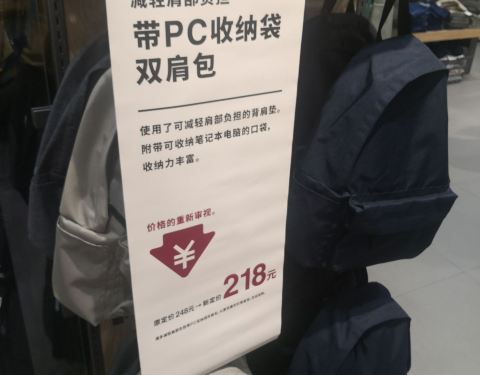 减轻肩部负担
带PC收纳袋
双肩包
使用了可减轻肩部负担的背肩垫。
附带可收纳笔记本电脑的口袋，
收纳力丰富。
价格的重新审视。
¥
原定价 248元 → 新定价 218元